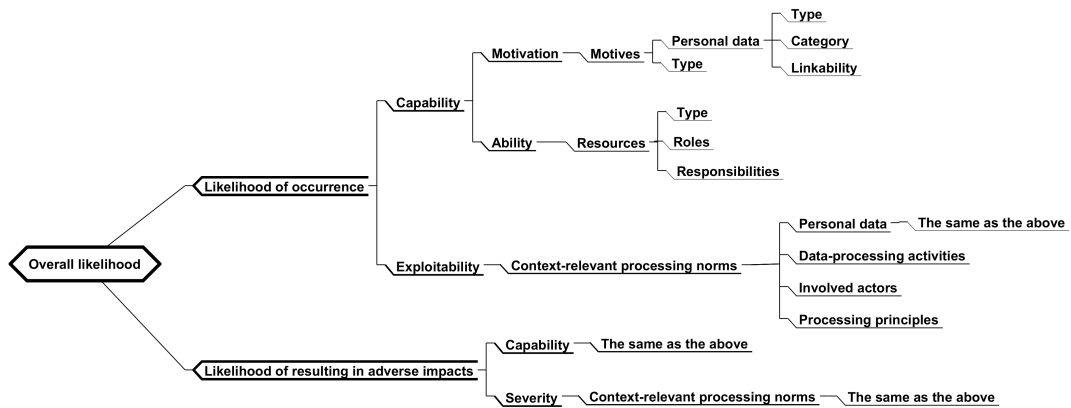 Type
Personal data
Category
Motivation
Motives
Type
Linkability
Capability
Type
Ability
Resources
Roles
Responsibilities
Likelihood of occurrence
Personal data
The same as the above
Data-processing activities
Overall likelihood
Exploitability
Context-relevant processing norms
Involved actors
Processing principles
Capability
The same as the above
Likelihood of resulting in adverse impacts
Severity
Context-relevant processing norms
The same as the above